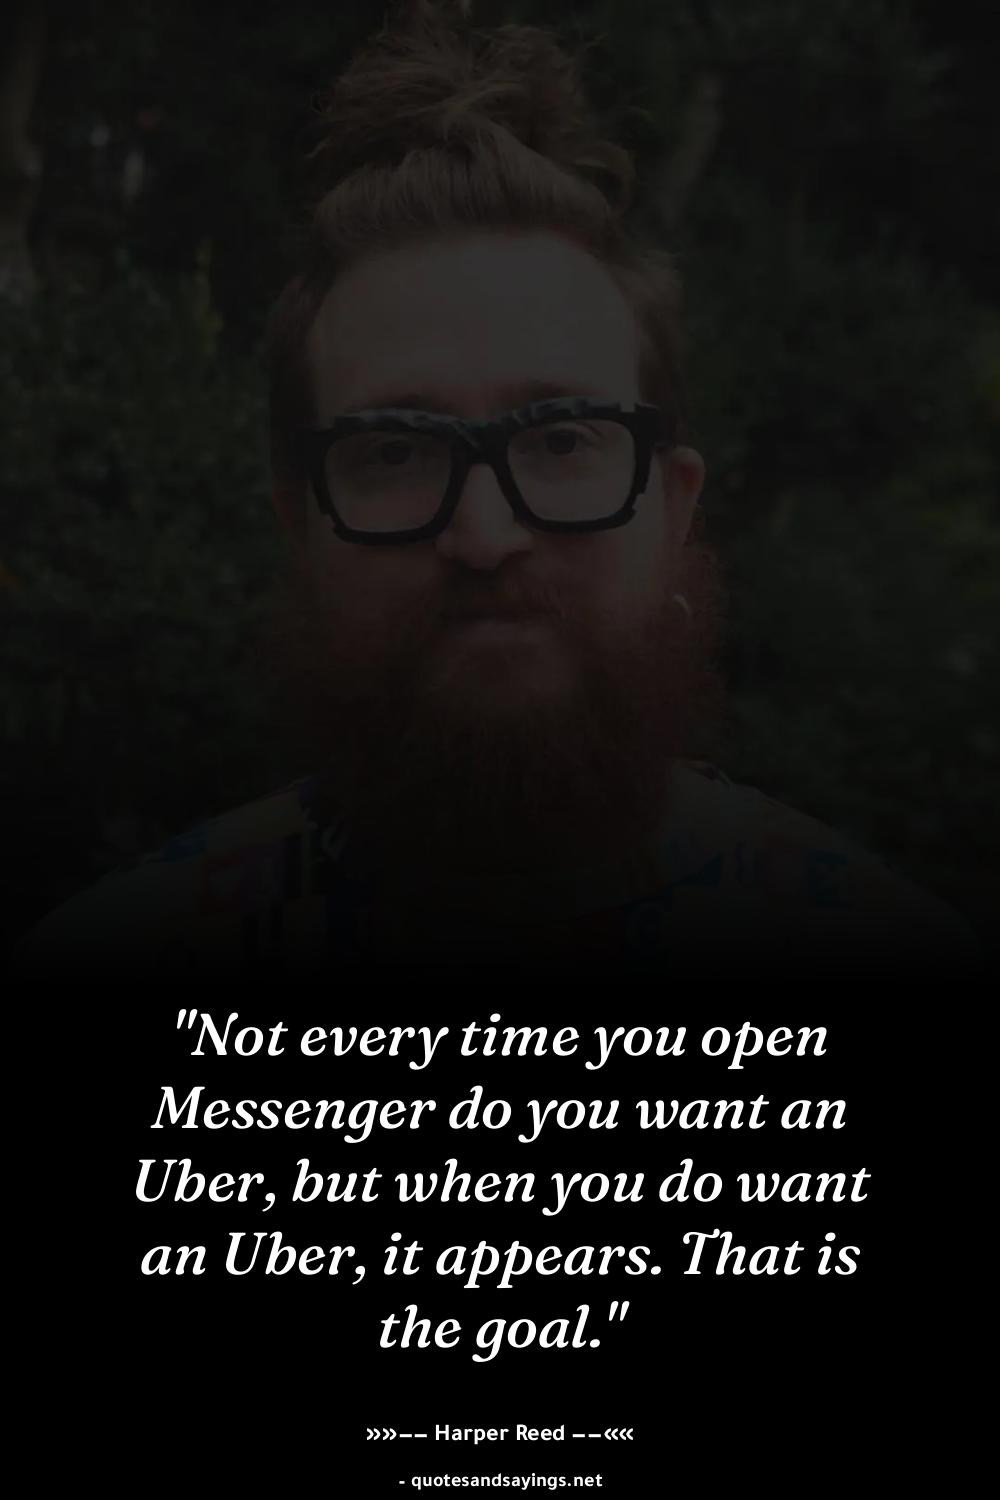 "Not every time you open
Messenger do you want an
Uber, but when you do want
an Uber, it appears. That is
the goal."
»»−− Harper Reed −−««
- quotesandsayings.net